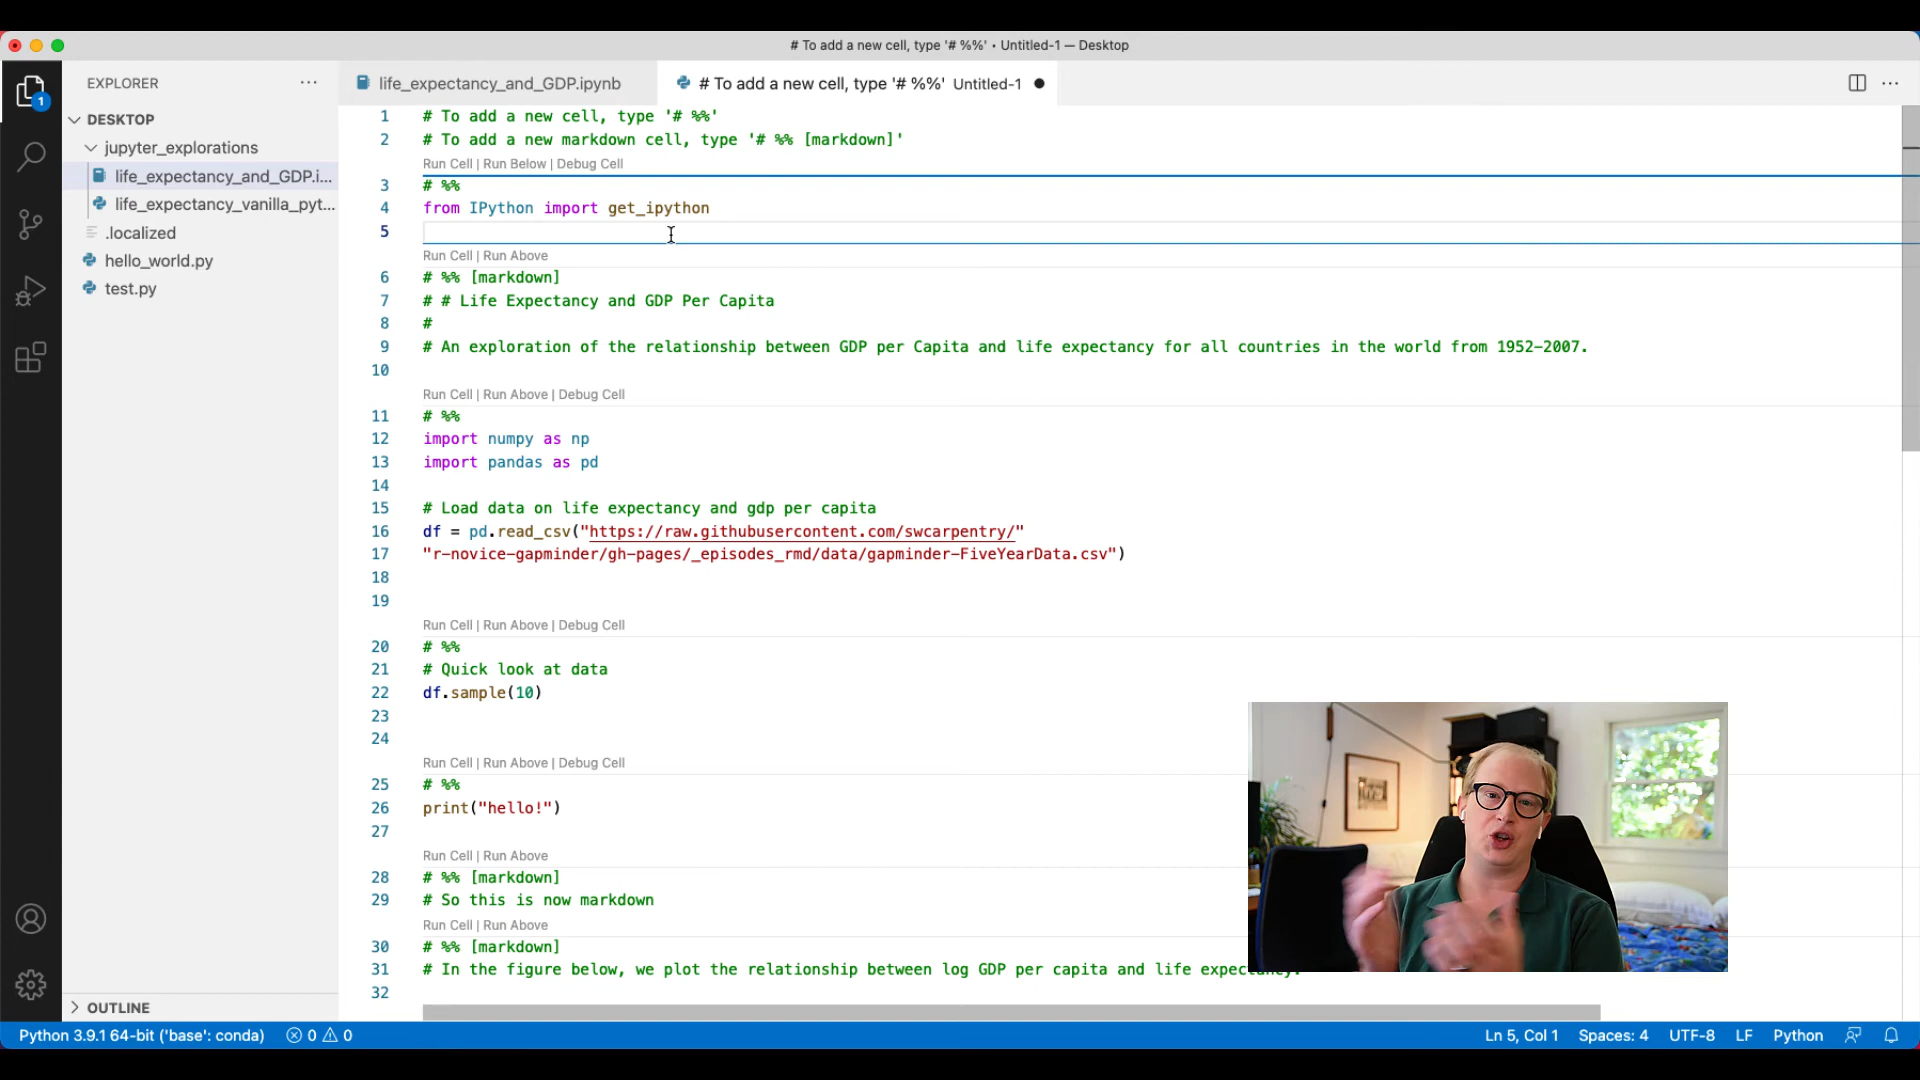 # To add a new cell, type '# %%' • Untitled-1 — Desktop
EXPLORER
life_expectancy_and_GDP.ipynb
# To add a new cell, type '# %%' Untitled-1
1
DESKTOP
jupyter_explorations
life_expectancy_and_GDP.i...
life_expectancy_vanilla_pyt...
.localized
hello_world.py
test.py
OUTLINE
1 # To add a new cell, type '# %%'
2 # To add a new markdown cell, type '# %% [markdown]'
Run Cell | Run Below | Debug Cell
3 # %%
4 from IPython import get_ipython
5
Run Cell | Run Above
6 # %% [markdown]
7 # # Life Expectancy and GDP Per Capita
8 #
9 # An exploration of the relationship between GDP per Capita and life expectancy for all countries in the world from 1952-2007.
10
Run Cell | Run Above | Debug Cell
11 # %%
12 import numpy as np
13 import pandas as pd
14
15 # Load data on life expectancy and gdp per capita
16 df = pd.read_csv("https://raw.githubusercontent.com/swcarpentry/"
17 "r-novice-gapminder/gh-pages/_episodes_rmd/data/gapminder-FiveYearData.csv")
18
19
Run Cell | Run Above | Debug Cell
20 # %%
21 # Quick look at data
22 df.sample(10)
23
24
Run Cell | Run Above | Debug Cell
25 # %%
26 print("hello!")
27
Run Cell | Run Above
28 # %% [markdown]
29 # So this is now markdown
Run Cell | Run Above
30 # %% [markdown]
31 # In the figure below, we plot the relationship between log GDP per capita and life expectancy.
32
Python 3.9.1 64-bit ('base': conda) 0 0
Ln 5, Col 1 Spaces: 4 UTF-8 LF Python